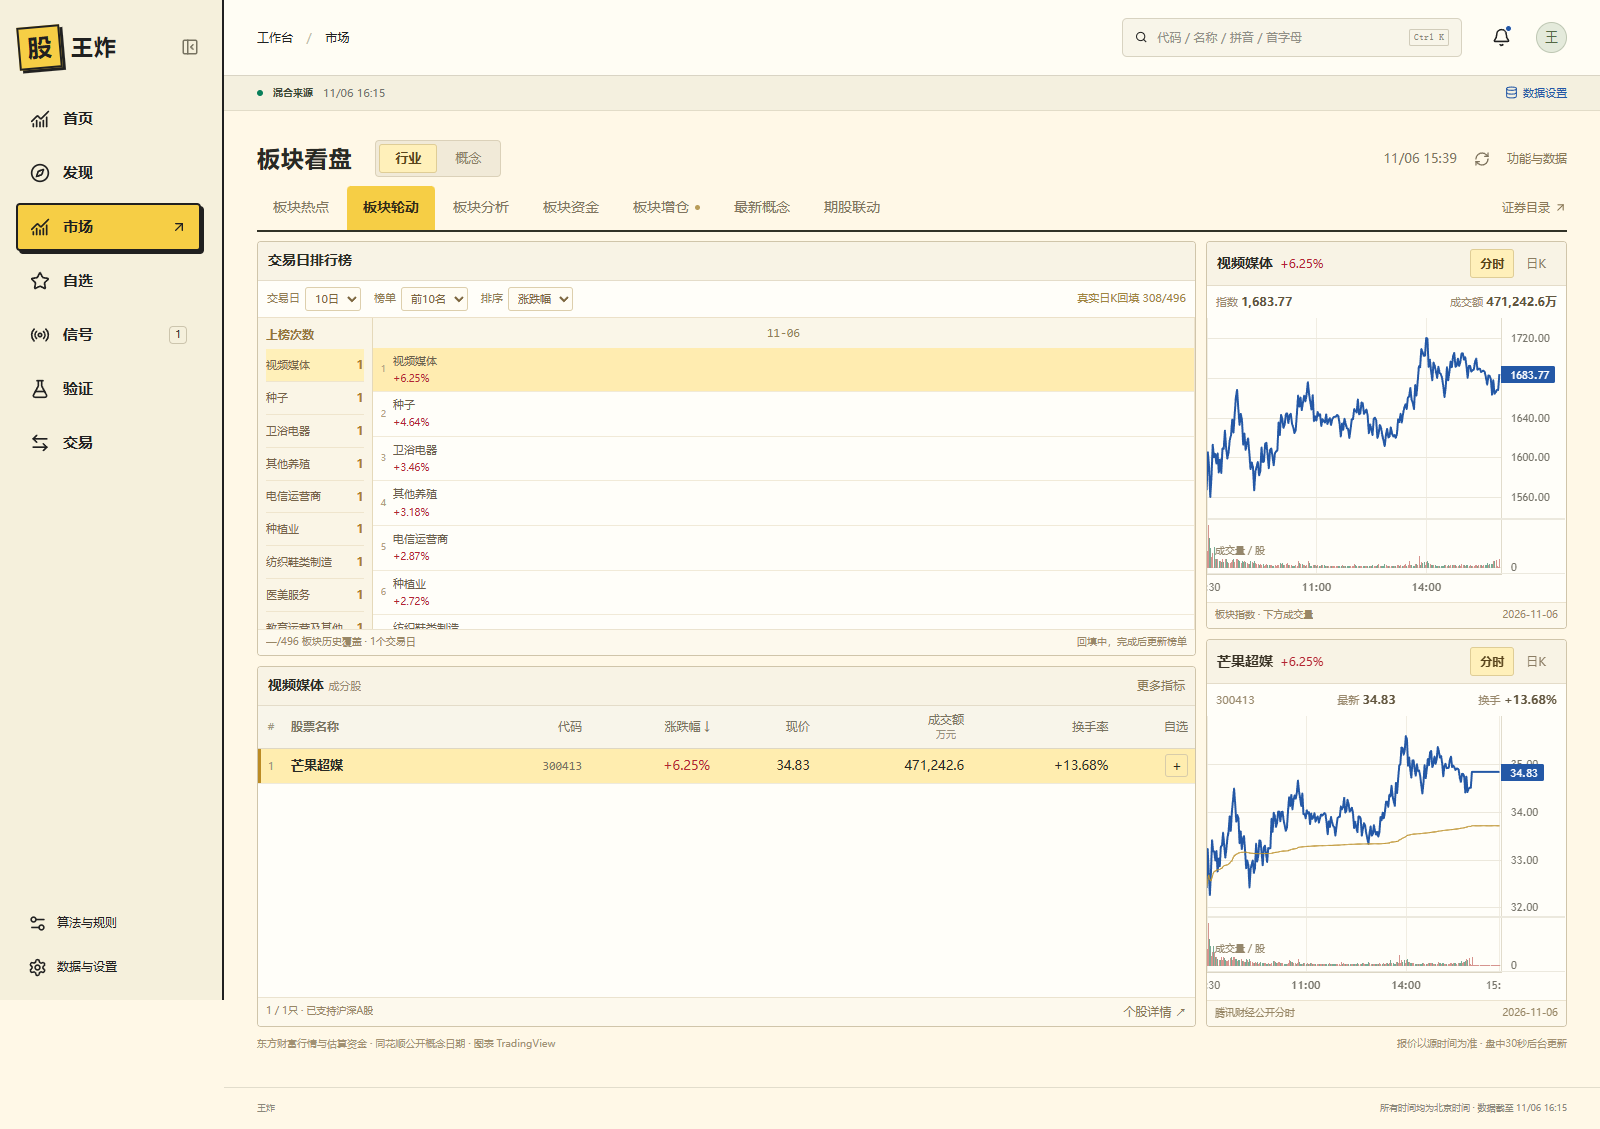 股 王炸
首页
发现
市场
自选
信号 1
验证
交易
算法与规则
数据与设置
工作台 / 市场
代码 / 名称 / 拼音 / 首字母 Ctrl K
王
混合来源 11/06 16:15
数据设置
板块看盘 行业 概念
11/06 15:39 功能与数据
板块热点 板块轮动 板块分析 板块资金 板块增仓 最新概念 期股联动
证券目录
交易日排行榜
交易日 10日 榜单 前10名 排序 涨跌幅
真实日K回填 308/496
上榜次数
视频媒体 1
种子 1
卫浴电器 1
其他养殖 1
电信运营商 1
种植业 1
纺织鞋类制造 1
医美服务 1
教育运营及其他 1
11-06
1 视频媒体
+6.25%
2 种子
+4.64%
3 卫浴电器
+3.46%
4 其他养殖
+3.18%
5 电信运营商
+2.87%
6 种植业
+2.72%
纺织鞋类制造
—/496 板块历史覆盖 · 1个交易日
回填中，完成后更新榜单
视频媒体 成分股
更多指标
# 股票名称 代码 涨跌幅↓ 现价 成交额 换手率 自选
万元
1 芒果超媒 300413 +6.25% 34.83 471,242.6 +13.68% +
1 / 1只 · 已支持沪深A股
个股详情 ↗
视频媒体 +6.25% 分时 日K
指数 1,683.77 成交额 471,242.6万
1720.00
1683.77
1640.00
1600.00
1560.00
成交量 / 股
0
:30 11:00 14:00
板块指数 · 下方成交量 2026-11-06
芒果超媒 +6.25% 分时 日K
300413 最新 34.83 换手 +13.68%
35.00
34.83
34.00
33.00
32.00
成交量 / 股
0
:30 11:00 14:00 15:
腾讯财经公开分时 2026-11-06
东方财富行情与估算资金 · 同花顺公开概念日期 · 图表 TradingView
报价以源时间为准 · 盘中30秒后台更新
王炸
所有时间均为北京时间 · 数据截至 11/06 16:15